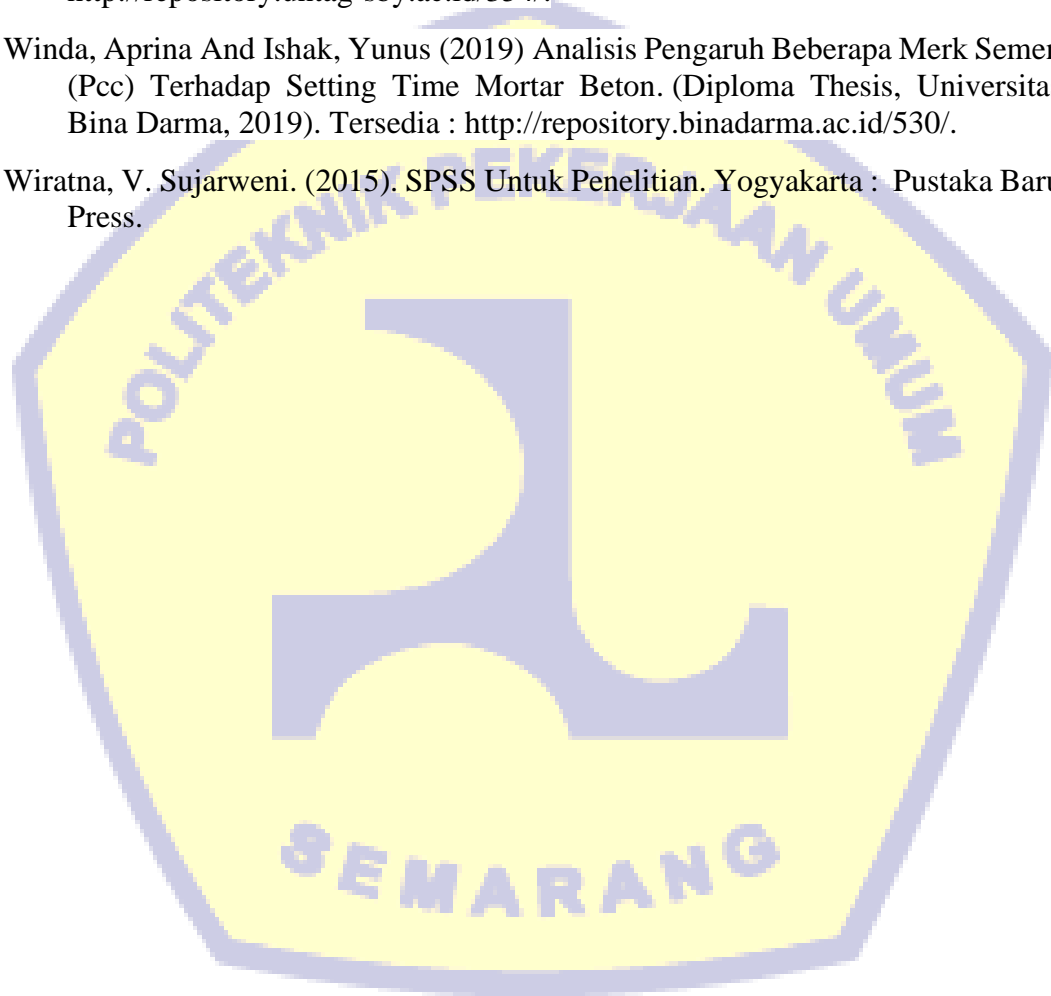 Winda, Aprina And Ishak, Yunus (2019) Analisis Pengaruh Beberapa Merk Semen
(Pcc) Terhadap Setting Time Mortar Beton. (Diploma Thesis, Universita
Bina Darma, 2019). Tersedia : http://repository.binadarma.ac.id/530/.
Wiratna, V. Sujarweni. (2015). SPSS Untuk Penelitian. Yogyakarta : Pustaka Baru
Press.
POLITEKNIK PEKERJAAN UMUM
SEMARANG